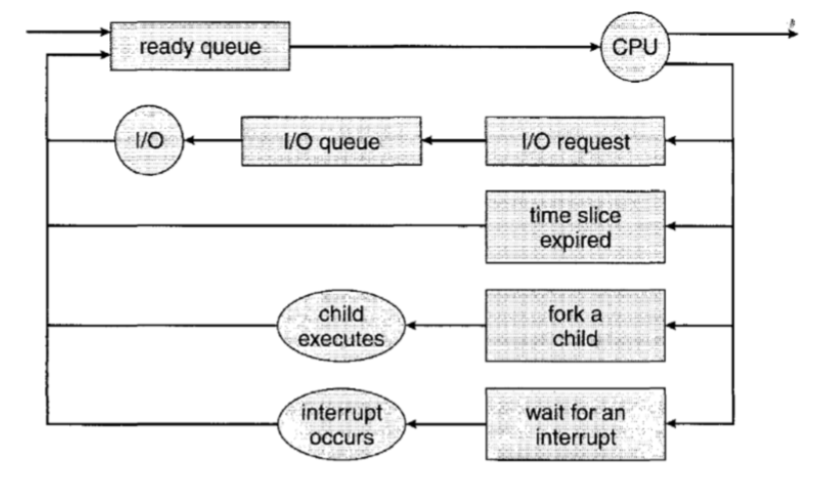 ready queue
CPU
I/O
I/O queue
I/O request
time slice
expired
child
executes
fork a
child
interrupt
occurs
wait for an
interrupt